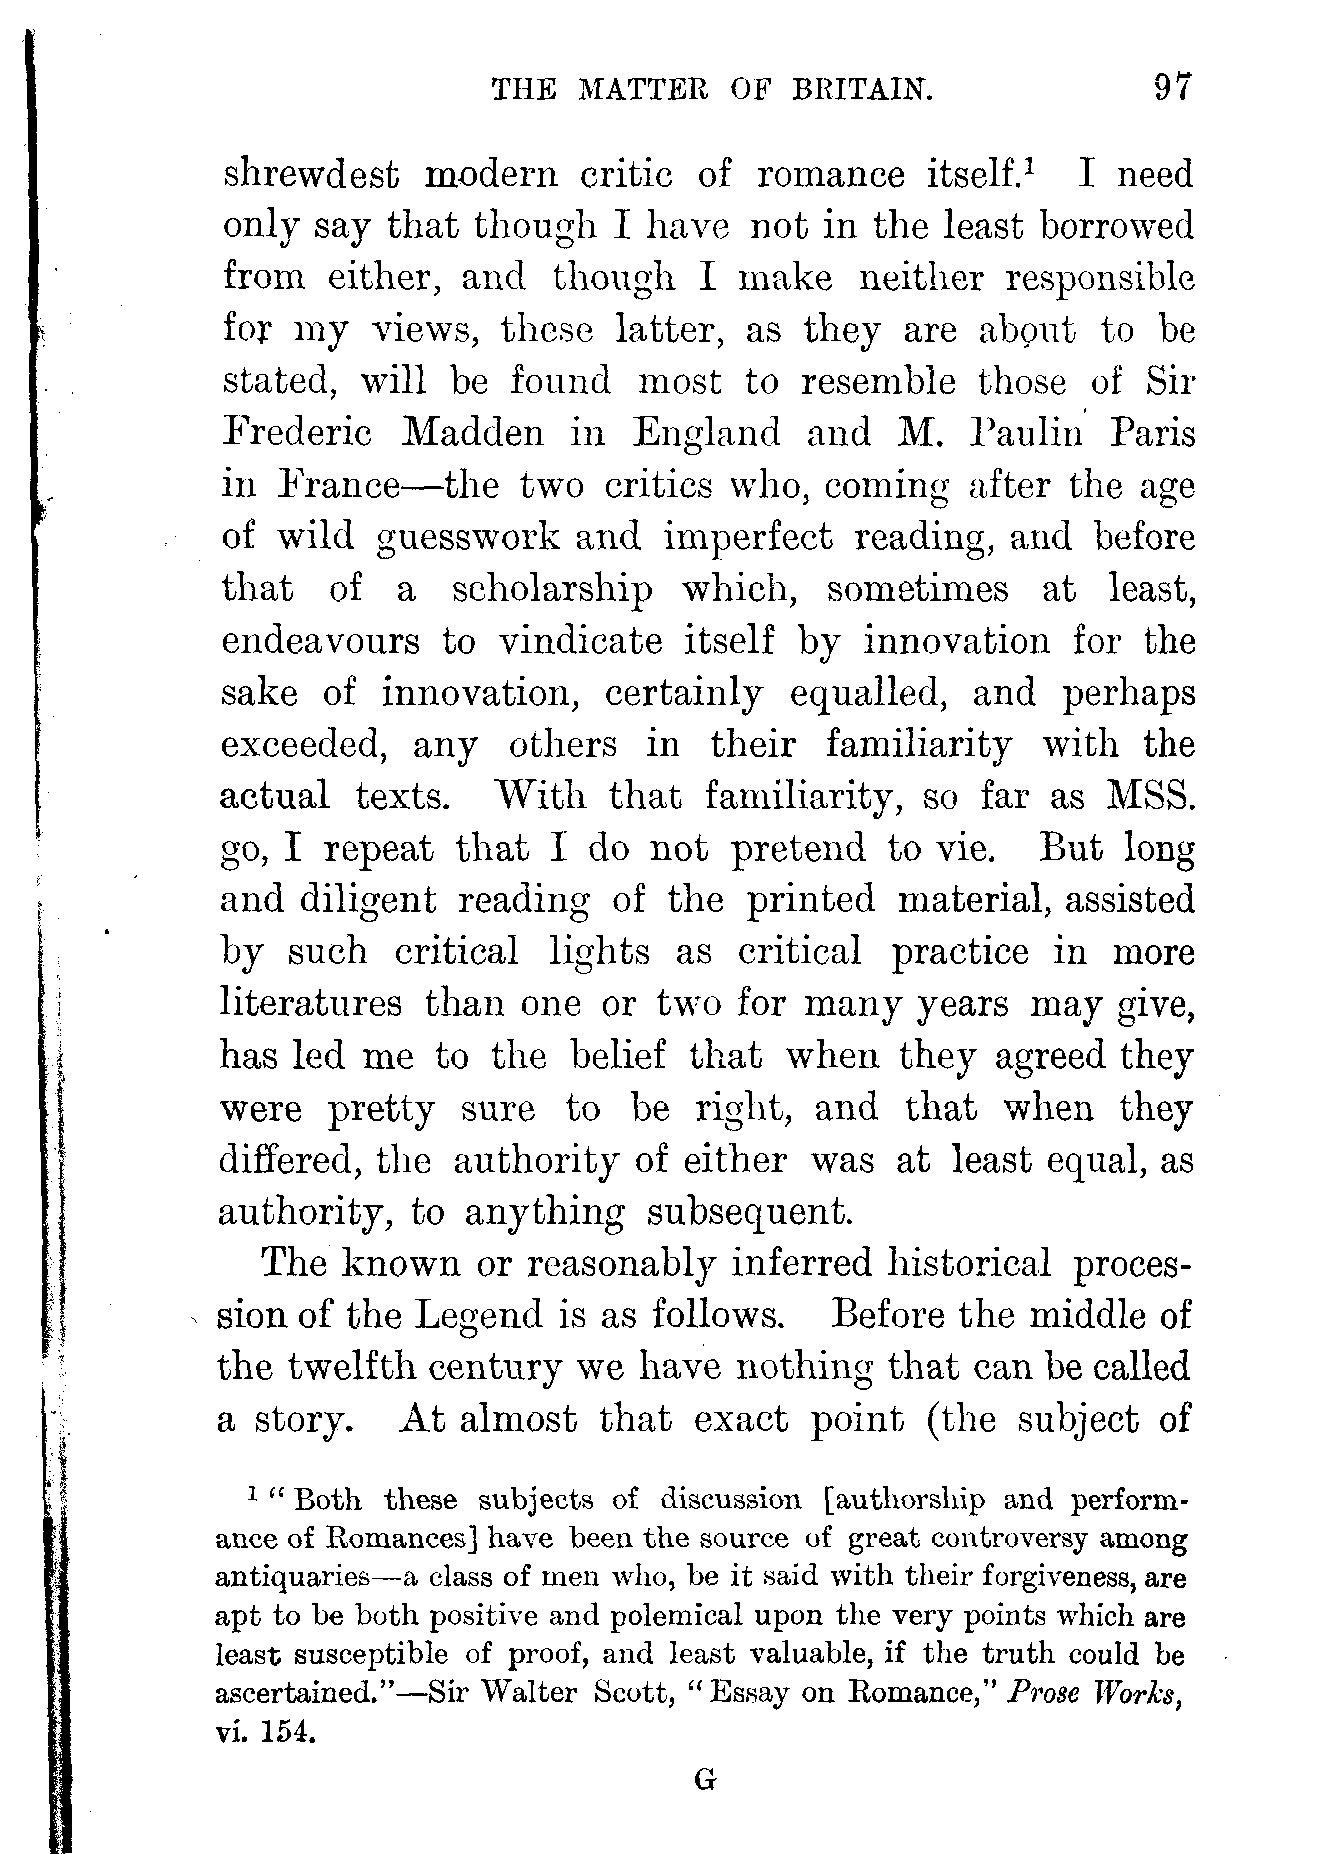 THE MATTER OF BRITAIN. 97
shrewdest modern critic of romance itself.¹ I need
only say that though I have not in the least borrowed
from either, and though I make neither responsible
for my views, these latter, as they are about to be
stated, will be found most to resemble those of Sir
Frederic Madden in England and M. Paulin Paris
in France—the two critics who, coming after the age
of wild guesswork and imperfect reading, and before
that of a scholarship which, sometimes at least,
endeavours to vindicate itself by innovation for the
sake of innovation, certainly equalled, and perhaps
exceeded, any others in their familiarity with the
actual texts. With that familiarity, so far as MSS.
go, I repeat that I do not pretend to vie. But long
and diligent reading of the printed material, assisted
by such critical lights as critical practice in more
literatures than one or two for many years may give,
has led me to the belief that when they agreed they
were pretty sure to be right, and that when they
differed, the authority of either was at least equal, as
authority, to anything subsequent.
The known or reasonably inferred historical proces-
sion of the Legend is as follows. Before the middle of
the twelfth century we have nothing that can be called
a story. At almost that exact point (the subject of
¹ “Both these subjects of discussion [authorship and perform-
ance of Romances] have been the source of great controversy among
antiquaries—a class of men who, be it said with their forgiveness, are
apt to be both positive and polemical upon the very points which are
least susceptible of proof, and least valuable, if the truth could be
ascertained.”—Sir Walter Scott, “Essay on Romance,” Prose Works,
vi. 154.
G